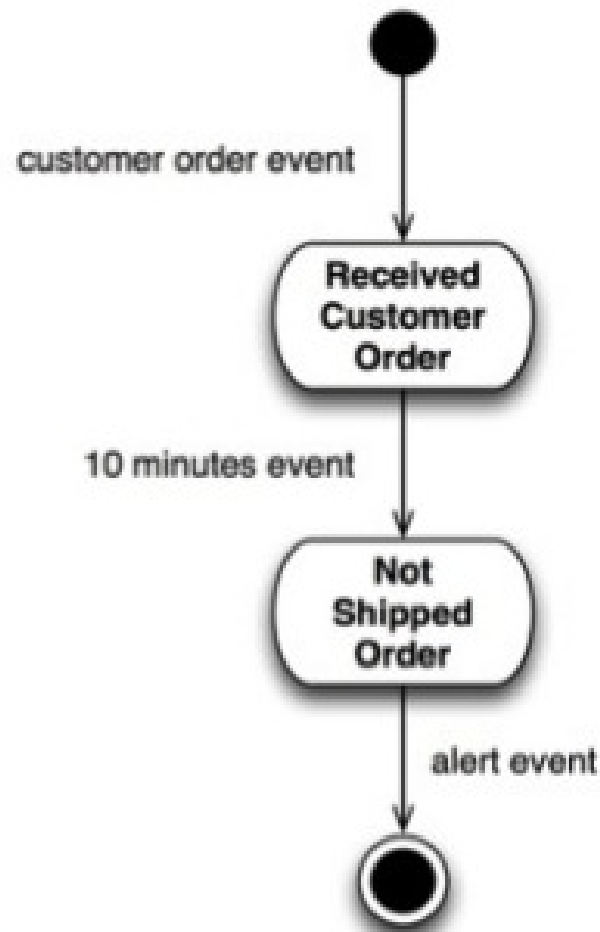 customer order event
Received
Customer
Order
10 minutes event
Not
Shipped
Order
alert event